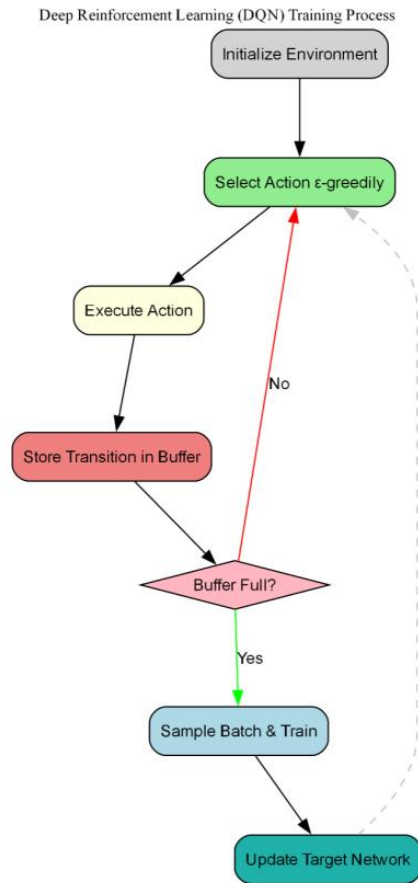 Deep Reinforcement Learning (DQN) Training Process
Initialize Environment
Select Action ε-greedily
Execute Action
No
Store Transition in Buffer
Buffer Full?
Yes
Sample Batch & Train
Update Target Network